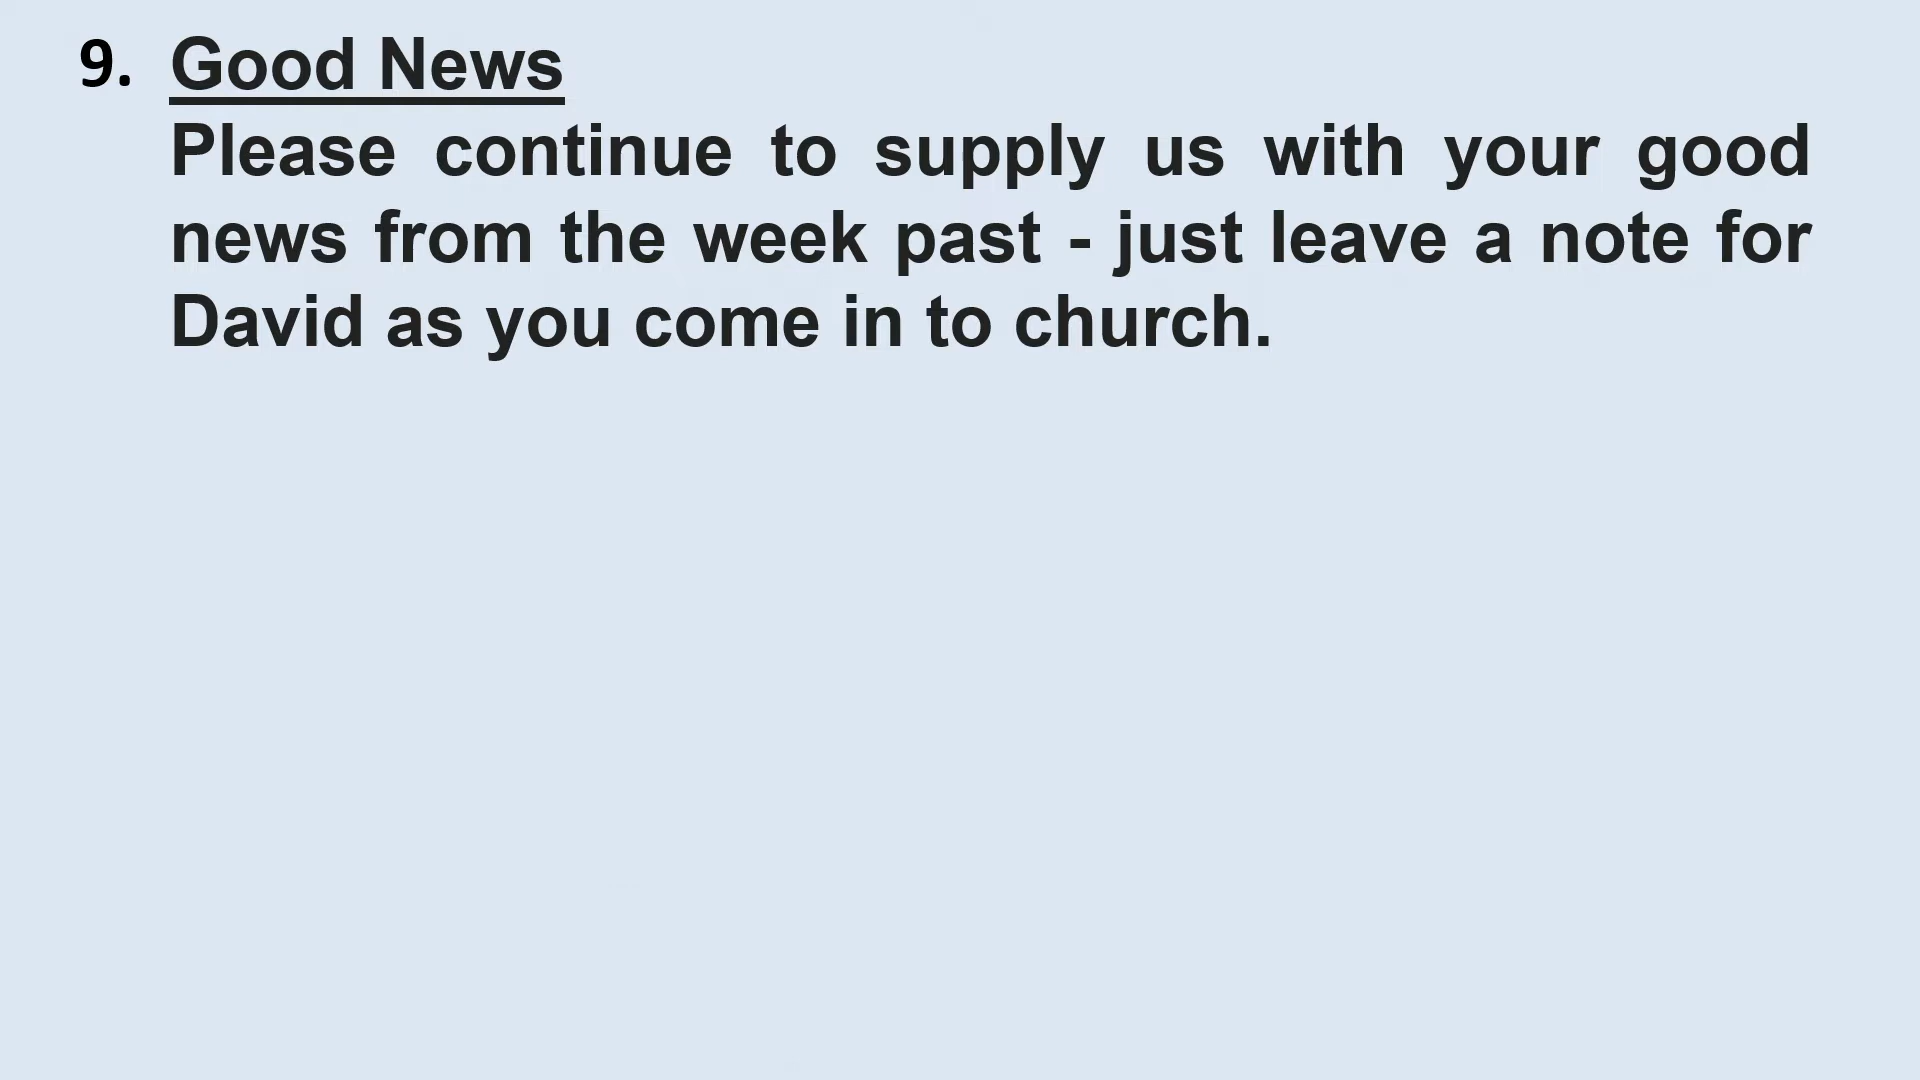 9. Good News
Please continue to supply us with your good
news from the week past - just leave a note for
David as you come in to church.